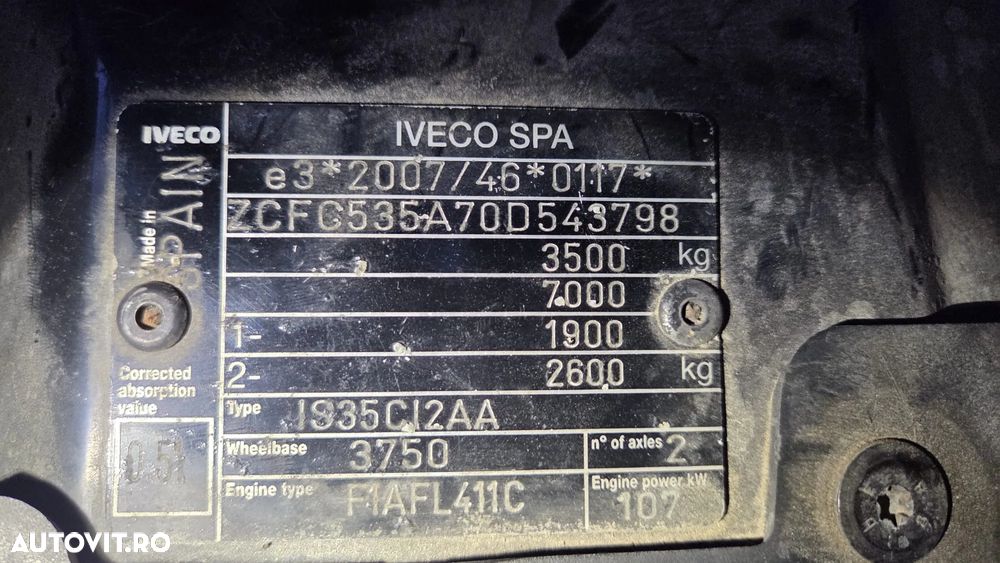 IVECO
IVECO SPA
e3*2007/46*0117*
ZCFC535A70D543798
3500 kg
7000
1- 1900
2- 2600 kg
Made in
SPAIN
Corrected
absorption
value
Type IS35CI2AA
Wheelbase 3750 n° of axles 2
Engine type F1AFL411C
Engine power kW
107
AUTOVIT.RO